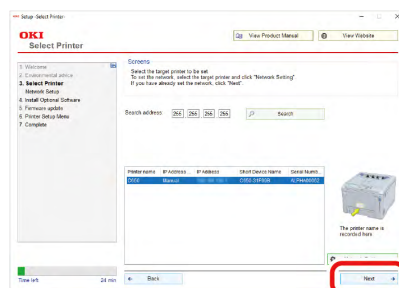 Setup -Select Printer-
OKI
Select Printer
View Product Manual
View Website
1. Welcome
2. Environmental advice
3. Select Printer
Network Setup
4. Install Optional Software
5. Firmware update
6. Printer Setup Menu
7. Complete
Screens
Select the target printer to be set
To set the network, select the target printer and click "Network Setting"
If you have already set the network, click "Next".
Search address
255 255 255 255
Search
Printer name IP Address... IP Address Short Device Name Serial Numb...
Manual
The printer name is
recorded here
Time left 24 min
Back
Next